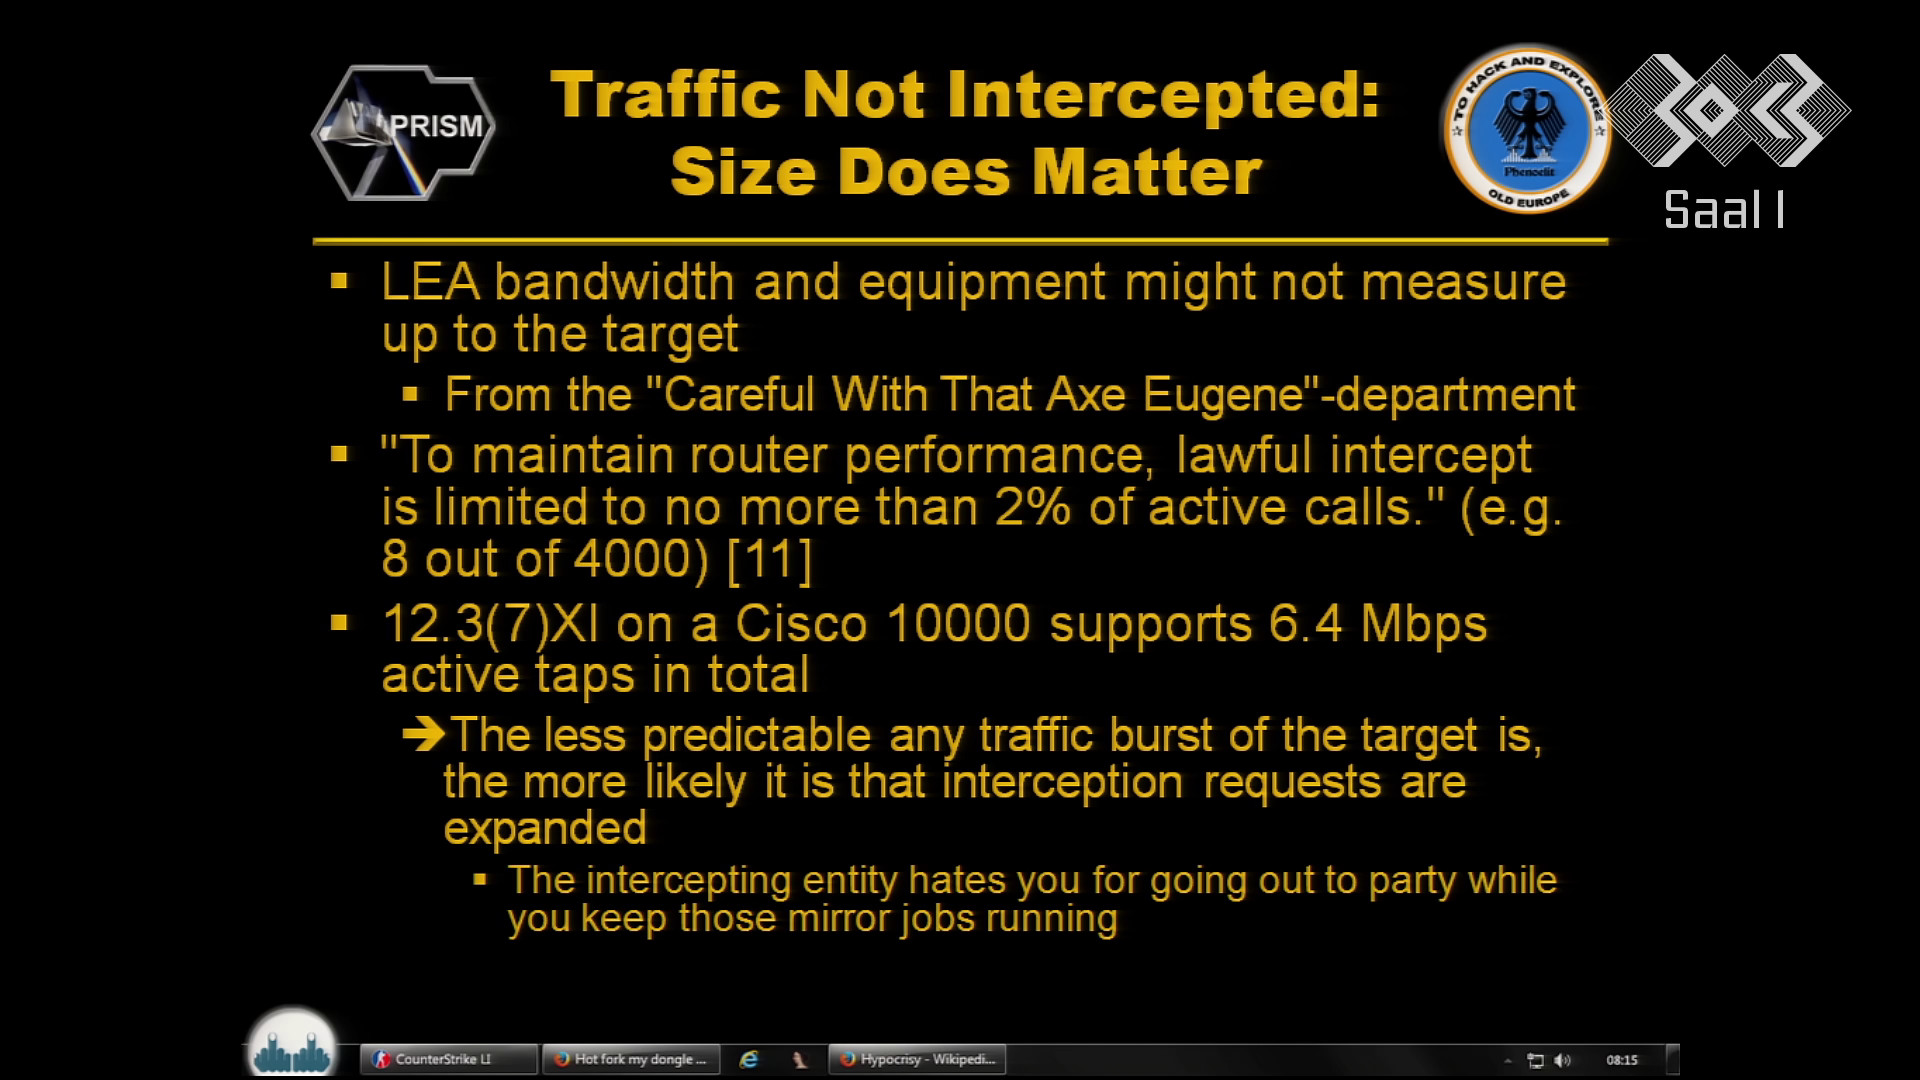 PRISM
Traffic Not Intercepted:
Size Does Matter
TO HACK AND EXPLORE
Phenoelit
OLD EUROPE
Saal 1
LEA bandwidth and equipment might not measure
up to the target
From the "Careful With That Axe Eugene"-department
"To maintain router performance, lawful intercept
is limited to no more than 2% of active calls." (e.g.
8 out of 4000) [11]
12.3(7)XI on a Cisco 10000 supports 6.4 Mbps
active taps in total
➔The less predictable any traffic burst of the target is,
the more likely it is that interception requests are
expanded
The intercepting entity hates you for going out to party while
you keep those mirror jobs running
CounterStrike LI
Hot fork my dongle ...
Hypocrisy - Wikipedi...
08:15